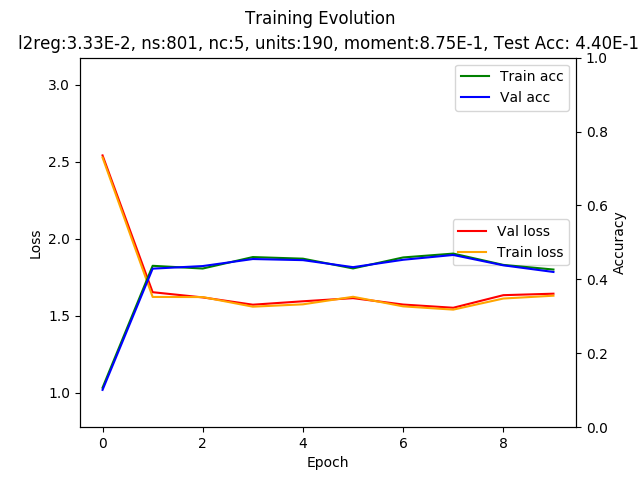 Training Evolution
l2reg:3.33E-2, ns:801, nc:5, units:190, moment:8.75E-1, Test Acc: 4.40E-1
Train acc
Val acc
Val loss
Train loss
Loss
3.0
2.5
2.0
1.5
1.0
Accuracy
1.0
0.8
0.6
0.4
0.2
0.0
0 2 4 6 8
Epoch